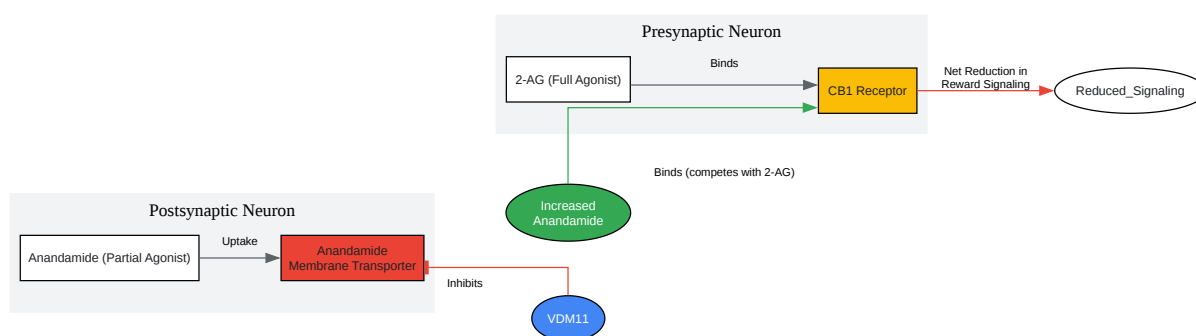 Presynaptic Neuron
2-AG (Full Agonist)
Binds
CB1 Receptor
Net Reduction in
Reward Signaling
Reduced_Signaling
Binds (competes with 2-AG)
Increased
Anandamide
Postsynaptic Neuron
Anandamide (Partial Agonist)
Uptake
Anandamide
Membrane Transporter
Inhibits
VDM11